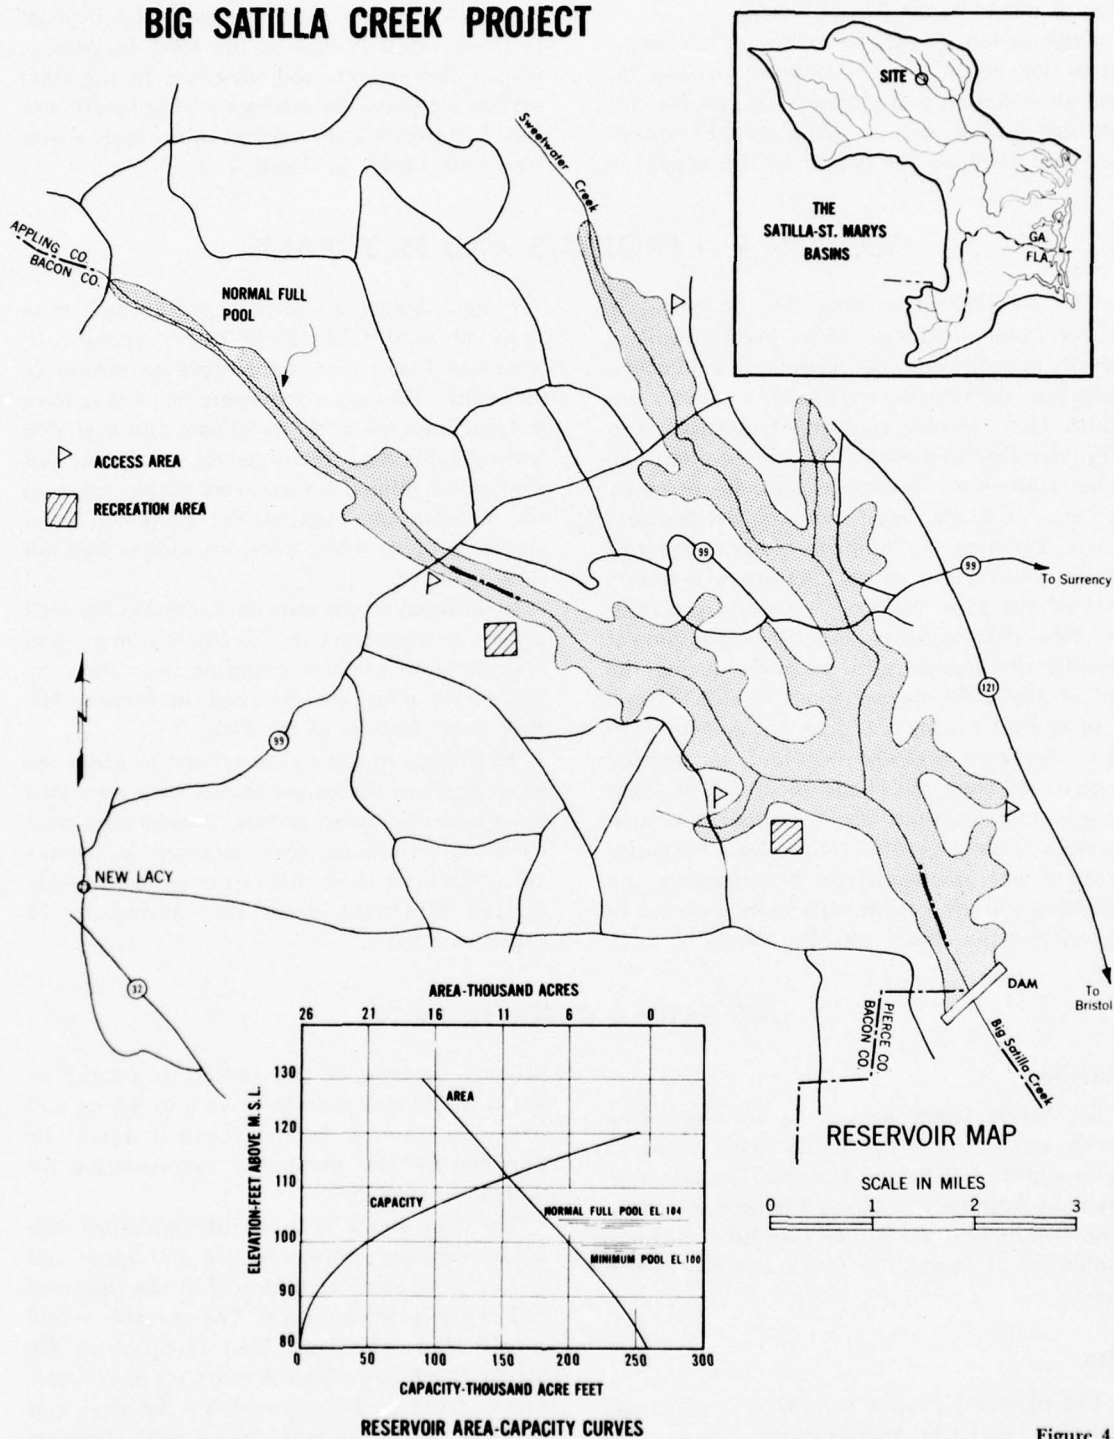 BIG SATILLA CREEK PROJECT
SITE
THE
SATILLA-ST. MARYS
BASINS
GA.
FLA.
Sweetwater Creek
APPLING CO.
BACON CO.
NORMAL FULL
POOL
ACCESS AREA
RECREATION AREA
99
99
To Surrency
121
99
N
NEW LACY
32
DAM
To
Bristol
PIERCE CO.
BACON CO.
Big Satilla Creek
RESERVOIR MAP
SCALE IN MILES
0 1 2 3
AREA-THOUSAND ACRES
26 21 16 11 6 1 0
ELEVATION-FEET ABOVE M.S.L.
130
120
110
100
90
80
AREA
CAPACITY
NORMAL FULL POOL EL. 104
MINIMUM POOL EL. 100
0 50 100 150 200 250 300
CAPACITY-THOUSAND ACRE FEET
RESERVOIR AREA-CAPACITY CURVES
Figure 4